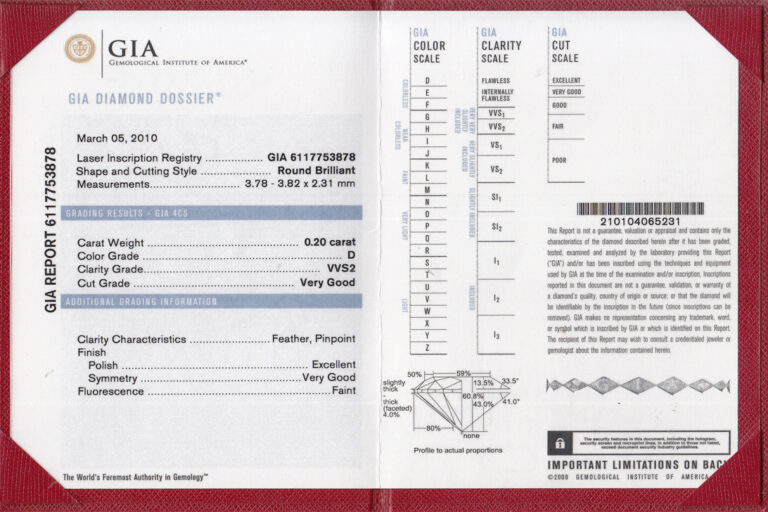 GIA
GEMOLOGICAL INSTITUTE OF AMERICA®
GIA DIAMOND DOSSIER®
GIA REPORT 6117753878
March 05, 2010
Laser Inscription Registry ................ GIA 6117753878
Shape and Cutting Style .................... Round Brilliant
Measurements ..................... 3.78 - 3.82 x 2.31 mm
GRADING RESULTS - GIA 4CS
Carat Weight ........................................ 0.20 carat
Color Grade .................................................... D
Clarity Grade ............................................... VVS2
Cut Grade ............................................. Very Good
ADDITIONAL GRADING INFORMATION
Clarity Characteristics ...................... Feather, Pinpoint
Finish
Polish .................................................. Excellent
Symmetry ........................................... Very Good
Fluorescence ................................................ Faint
The World's Foremost Authority in Gemology™
GIA
COLOR
SCALE
COLORLESS
NEAR COLORLESS
FAINT
VERY LIGHT
LIGHT
D
E
F
G
H
I
J
K
L
M
N
O
P
Q
R
S
T
U
V
W
X
Y
Z
GIA
CLARITY
SCALE
FLAWLESS
INTERNALLY
FLAWLESS
VERY VERY SLIGHTLY INCLUDED
VVS1
VVS2
VERY SLIGHTLY INCLUDED
VS1
VS2
SLIGHTLY INCLUDED
SI1
SI2
INCLUDED
I1
I2
I3
GIA
CUT
SCALE
EXCELLENT
VERY GOOD
GOOD
FAIR
POOR
210104065231
This Report is not a guarantee, valuation or appraisal and contains only the
characteristics of the diamond described herein after it has been graded,
tested, examined and analyzed by the laboratory providing this Report
("GIA") and/or has been inscribed using the techniques and equipment
used by GIA at the time of the examination and/or inscription. Inscriptions
reported in this document are not a guarantee, validation, or warranty of
a diamond's quality, country of origin or source; or that the diamond will
be identifiable by the inscription in the future (since inscriptions can be
removed). GIA makes no representation concerning any trademark, word,
or symbol which is inscribed by GIA or which is identified on this Report.
The recipient of this Report may wish to consult a credentialed jeweler or
gemologist about the information contained herein.
50%
59%
slightly
thick
-
thick
(faceted)
4.0%
13.5%
33.5°
60.8%
43.0%
41.0°
80%
none
Profile to actual proportions
The security features in this document, including the hologram,
security screen and microprint lines, in addition to those not listed,
exceed document security industry guidelines.
IMPORTANT LIMITATIONS ON BAC
©2008 GEMOLOGICAL INSTITUTE OF AMERICA